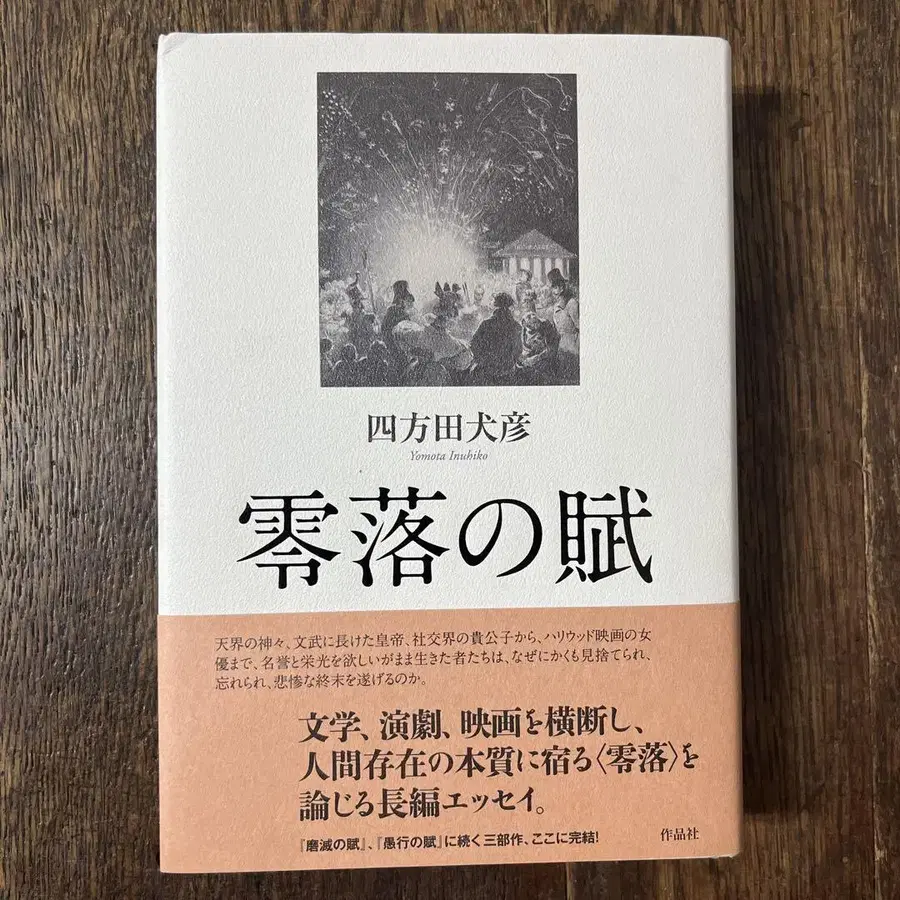 四方田犬彦
Yomota Inuhiko
零落の賦
天界の神々、文武に長けた皇帝、社交界の貴公子から、ハリウッド映画の女
優まで、名誉と栄光を欲しいがまま生きた者たちは、なぜにかくも見捨てられ、
忘れられ、悲惨な終末を遂げるのか。
文学、演劇、映画を横断し、
人間存在の本質に宿る〈零落〉を
論じる長編エッセイ。
『磨滅の賦』、『愚行の賦』に続く三部作、ここに完結!
作品社